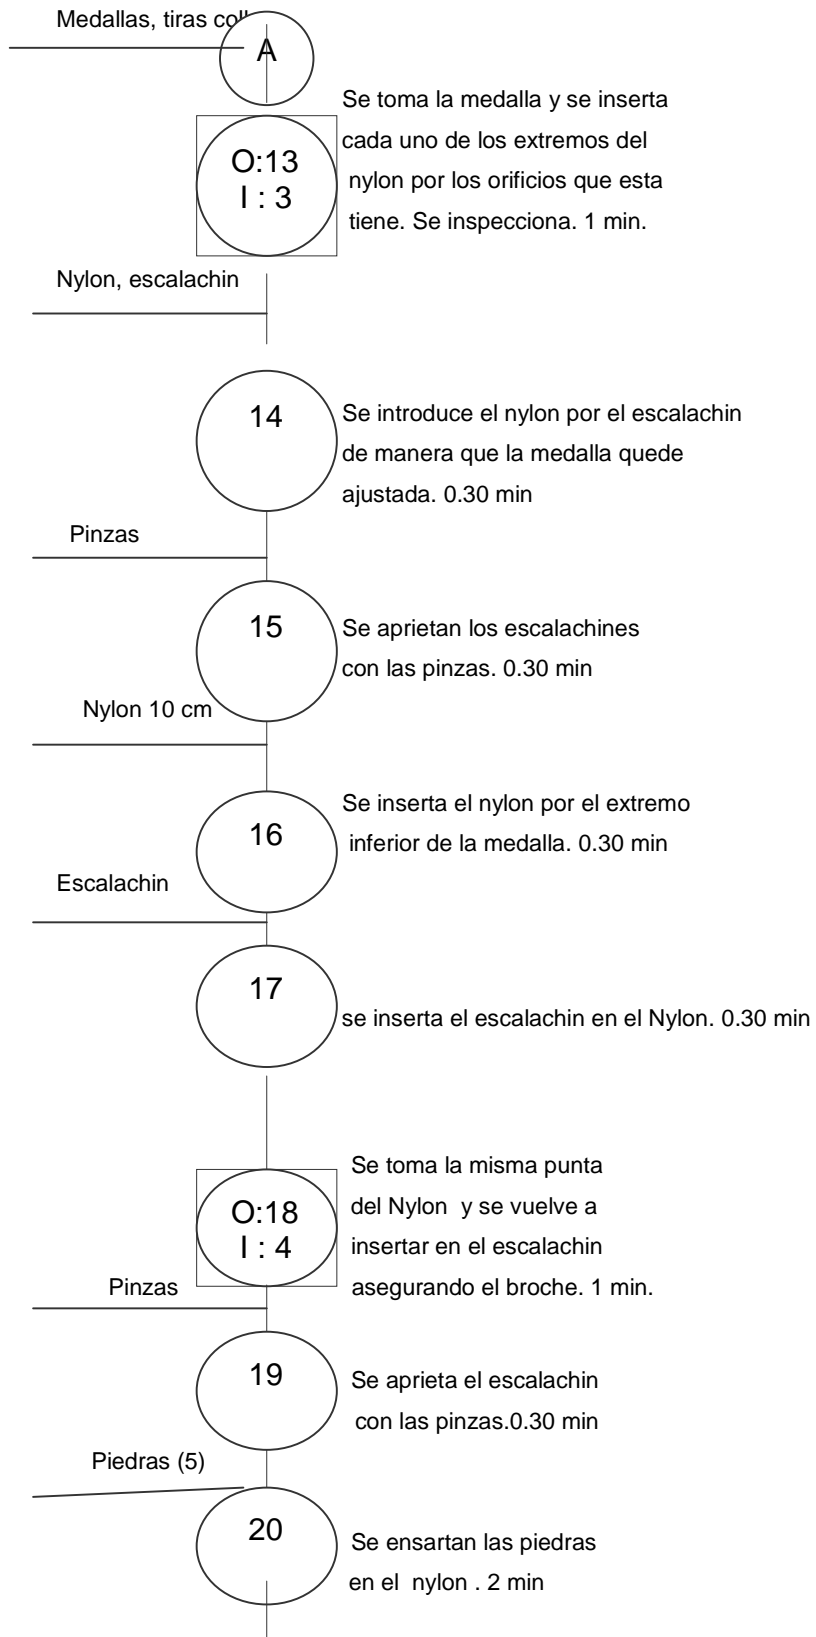 Medallas, tiras coll
A
Se toma la medalla y se inserta
cada uno de los extremos del
nylon por los orificios que esta
tiene. Se inspecciona. 1 min.
O:13
I : 3
Nylon, escalachin
14
Se introduce el nylon por el escalachin
de manera que la medalla quede
ajustada. 0.30 min
Pinzas
15
Se aprietan los escalachines
con las pinzas. 0.30 min
Nylon 10 cm
16
Se inserta el nylon por el extremo
inferior de la medalla. 0.30 min
Escalachin
17
se inserta el escalachin en el Nylon. 0.30 min
O:18
I : 4
Se toma la misma punta
del Nylon y se vuelve a
insertar en el escalachin
asegurando el broche. 1 min.
Pinzas
19
Se aprieta el escalachin
con las pinzas.0.30 min
Piedras (5)
20
Se ensartan las piedras
en el nylon . 2 min